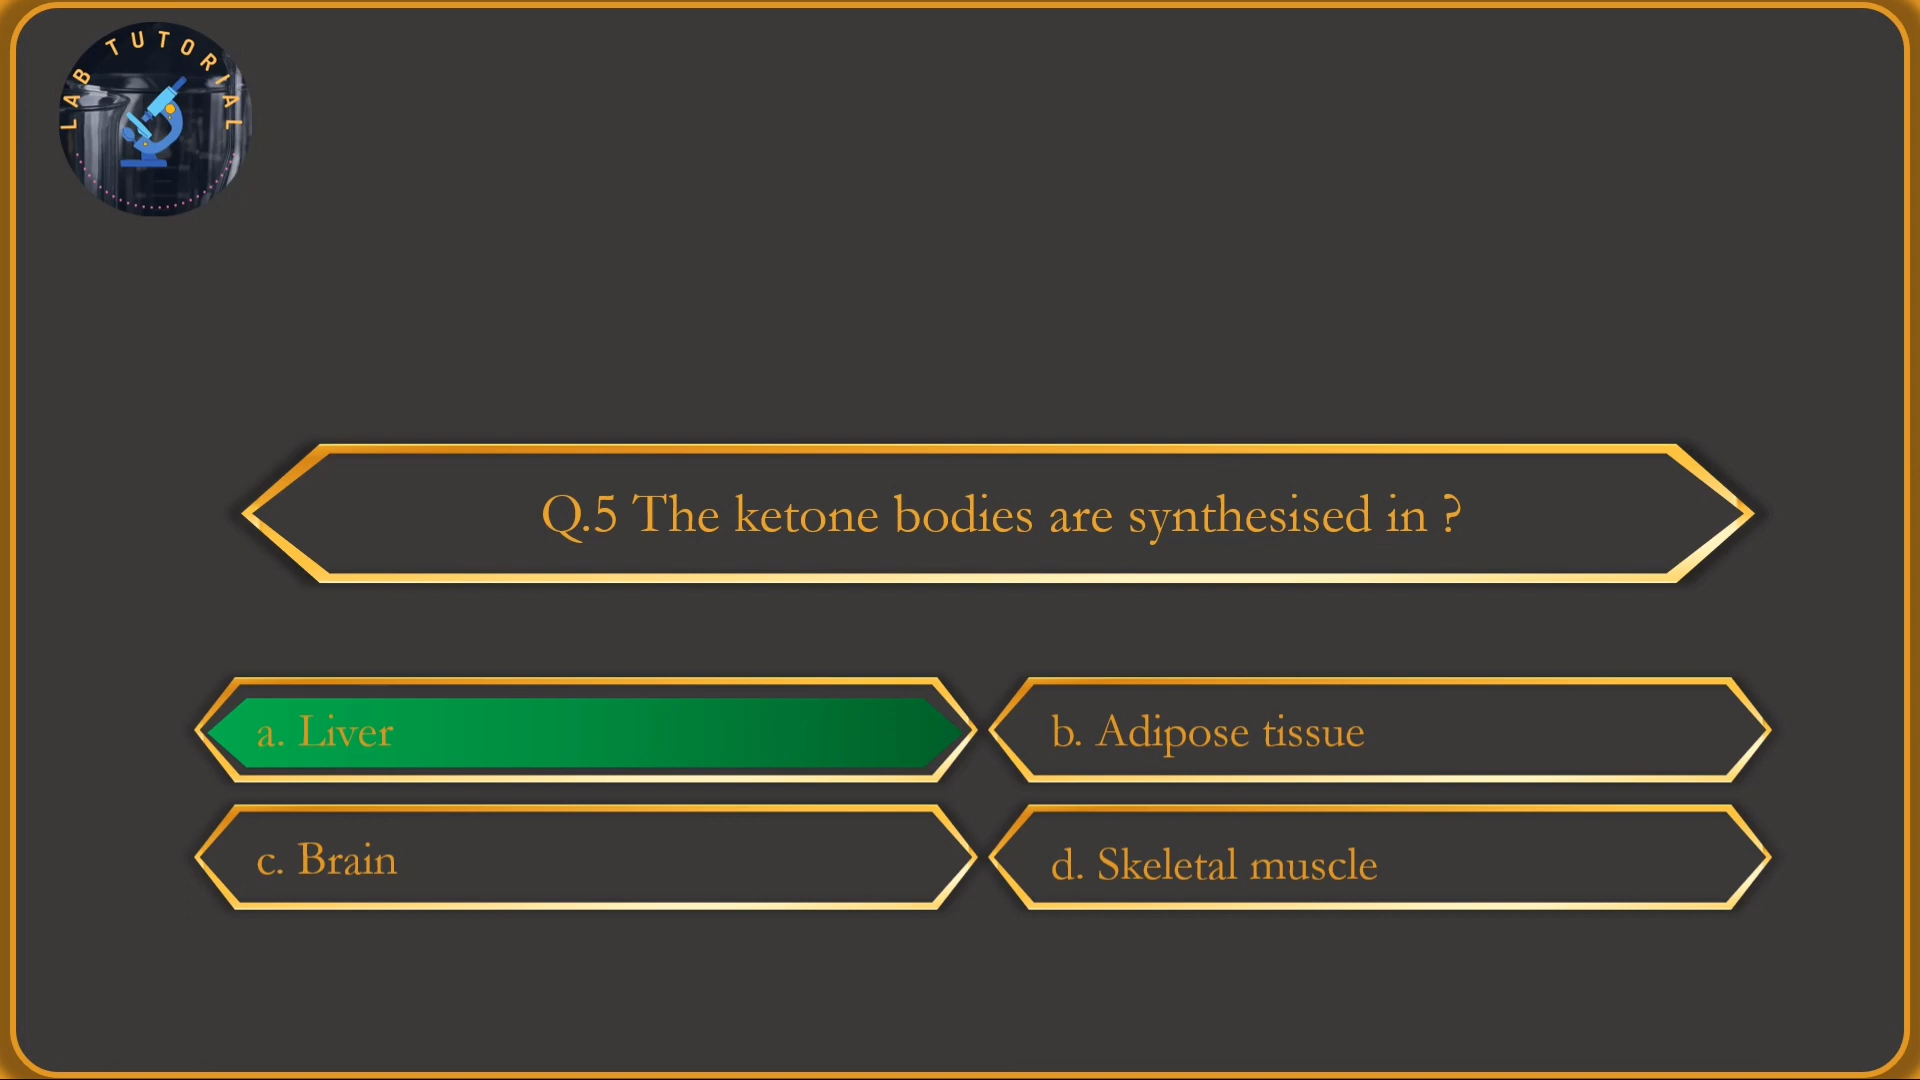 LAB TUTORIAL
Q.5 The ketone bodies are synthesised in ?
a. Liver
b. Adipose tissue
c. Brain
d. Skeletal muscle